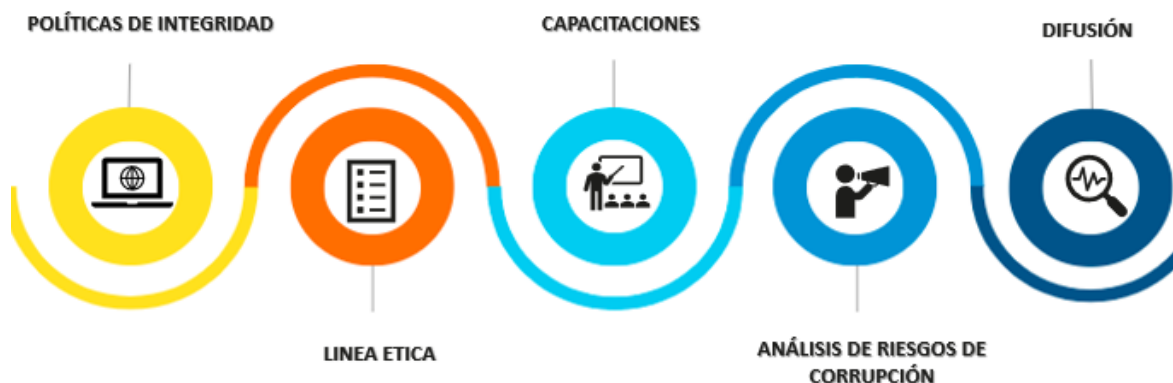 POLÍTICAS DE INTEGRIDAD
LINEA ETICA
CAPACITACIONES
ANÁLISIS DE RIESGOS DE
CORRUPCIÓN
DIFUSIÓN